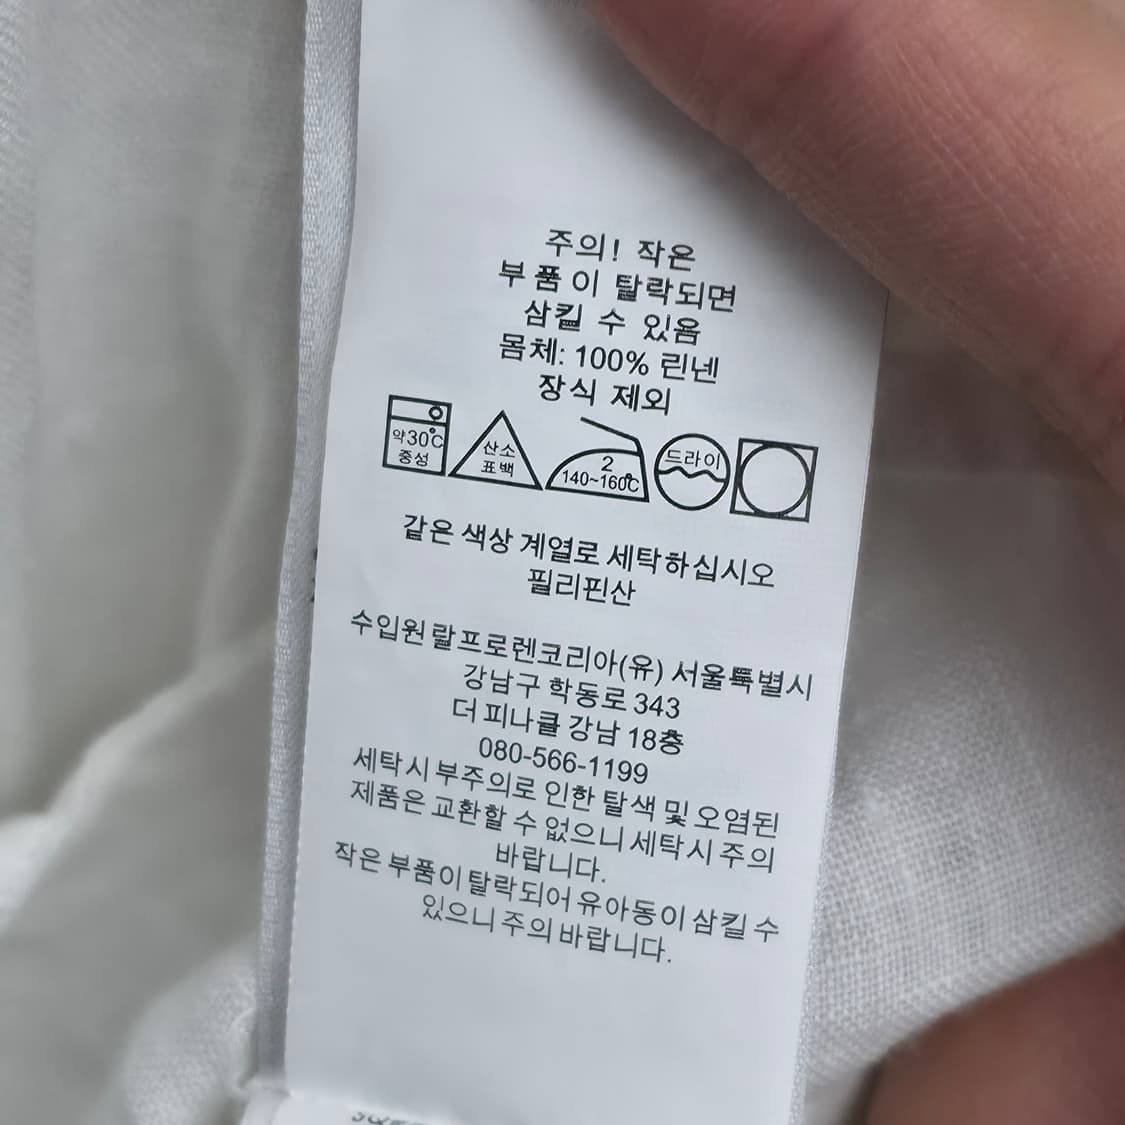 주의! 작은
부품이 탈락되면
삼킬 수 있음
몸체: 100% 린넨
장식 제외
약30℃
중성
산소
표백
2
140~160℃
드라이
같은 색상 계열로 세탁하십시오
필리핀산
수입원 랄프로렌코리아(유) 서울특별시
강남구 학동로 343
더 피나클 강남 18층
080-566-1199
세탁시 부주의로 인한 탈색 및 오염된
제품은 교환할 수 없으니 세탁시 주의
바랍니다.
작은 부품이 탈락되어 유아동이 삼킬 수
있으니 주의 바랍니다.